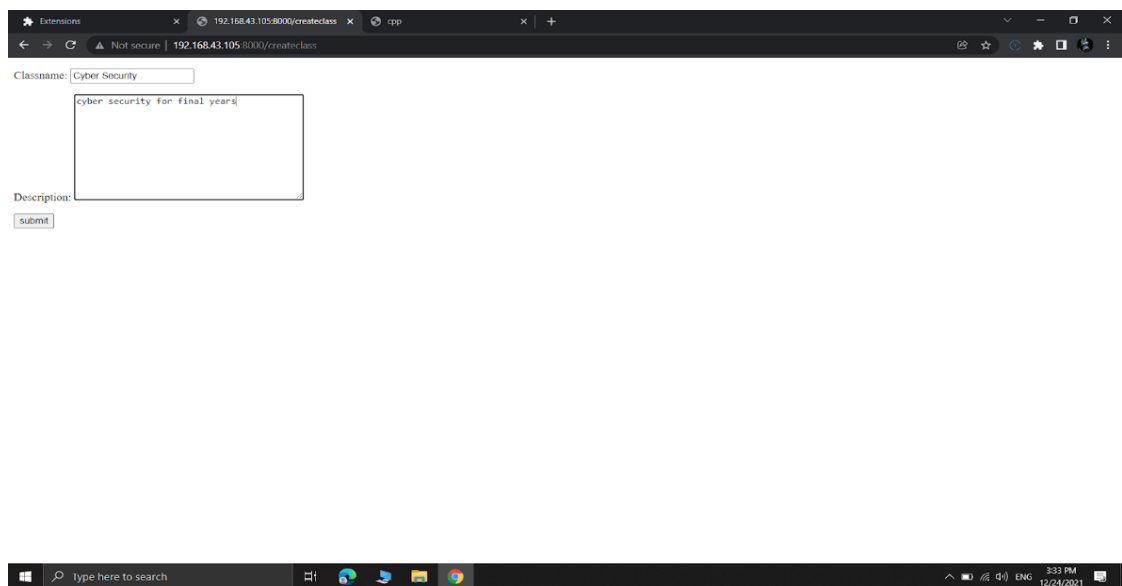 Extensions
192.168.43.105:8000/createclass
cpp
Not secure | 192.168.43.105:8000/createclass
Classname: Cyber Security
cyber security for final years
Description:
submit
Type here to search
ENG
3:33 PM
12/24/2021